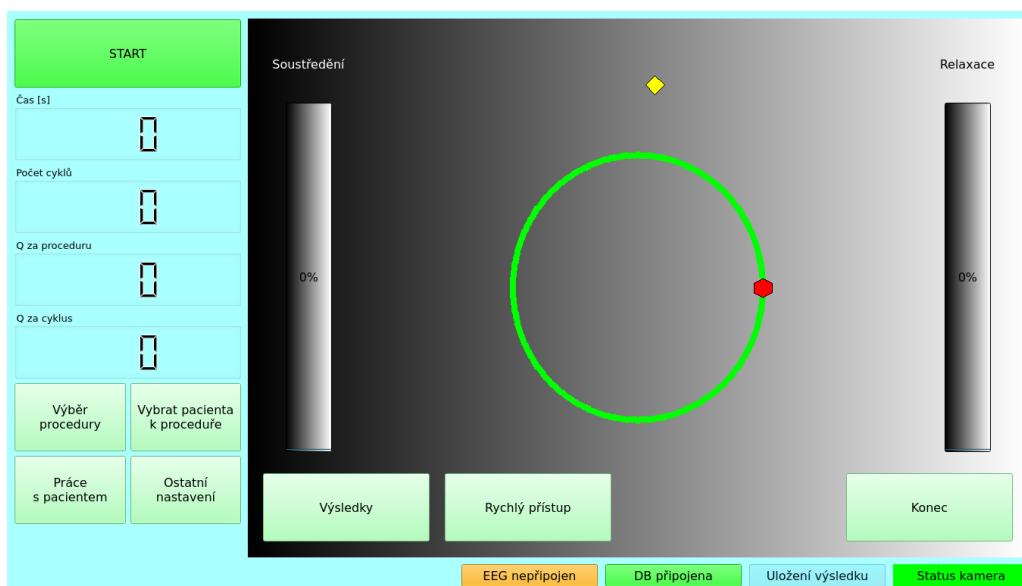 START
Čas [s]
0
Počet cyklů
0
Q za proceduru
0
Q za cyklus
0
Výběr
procedury
Vybrat pacienta
k proceduře
Práce
s pacientem
Ostatní
nastavení
Soustředění
0%
Relaxace
0%
Výsledky
Rychlý přístup
Konec
EEG nepřipojen
DB připojena
Uložení výsledku
Status kamera